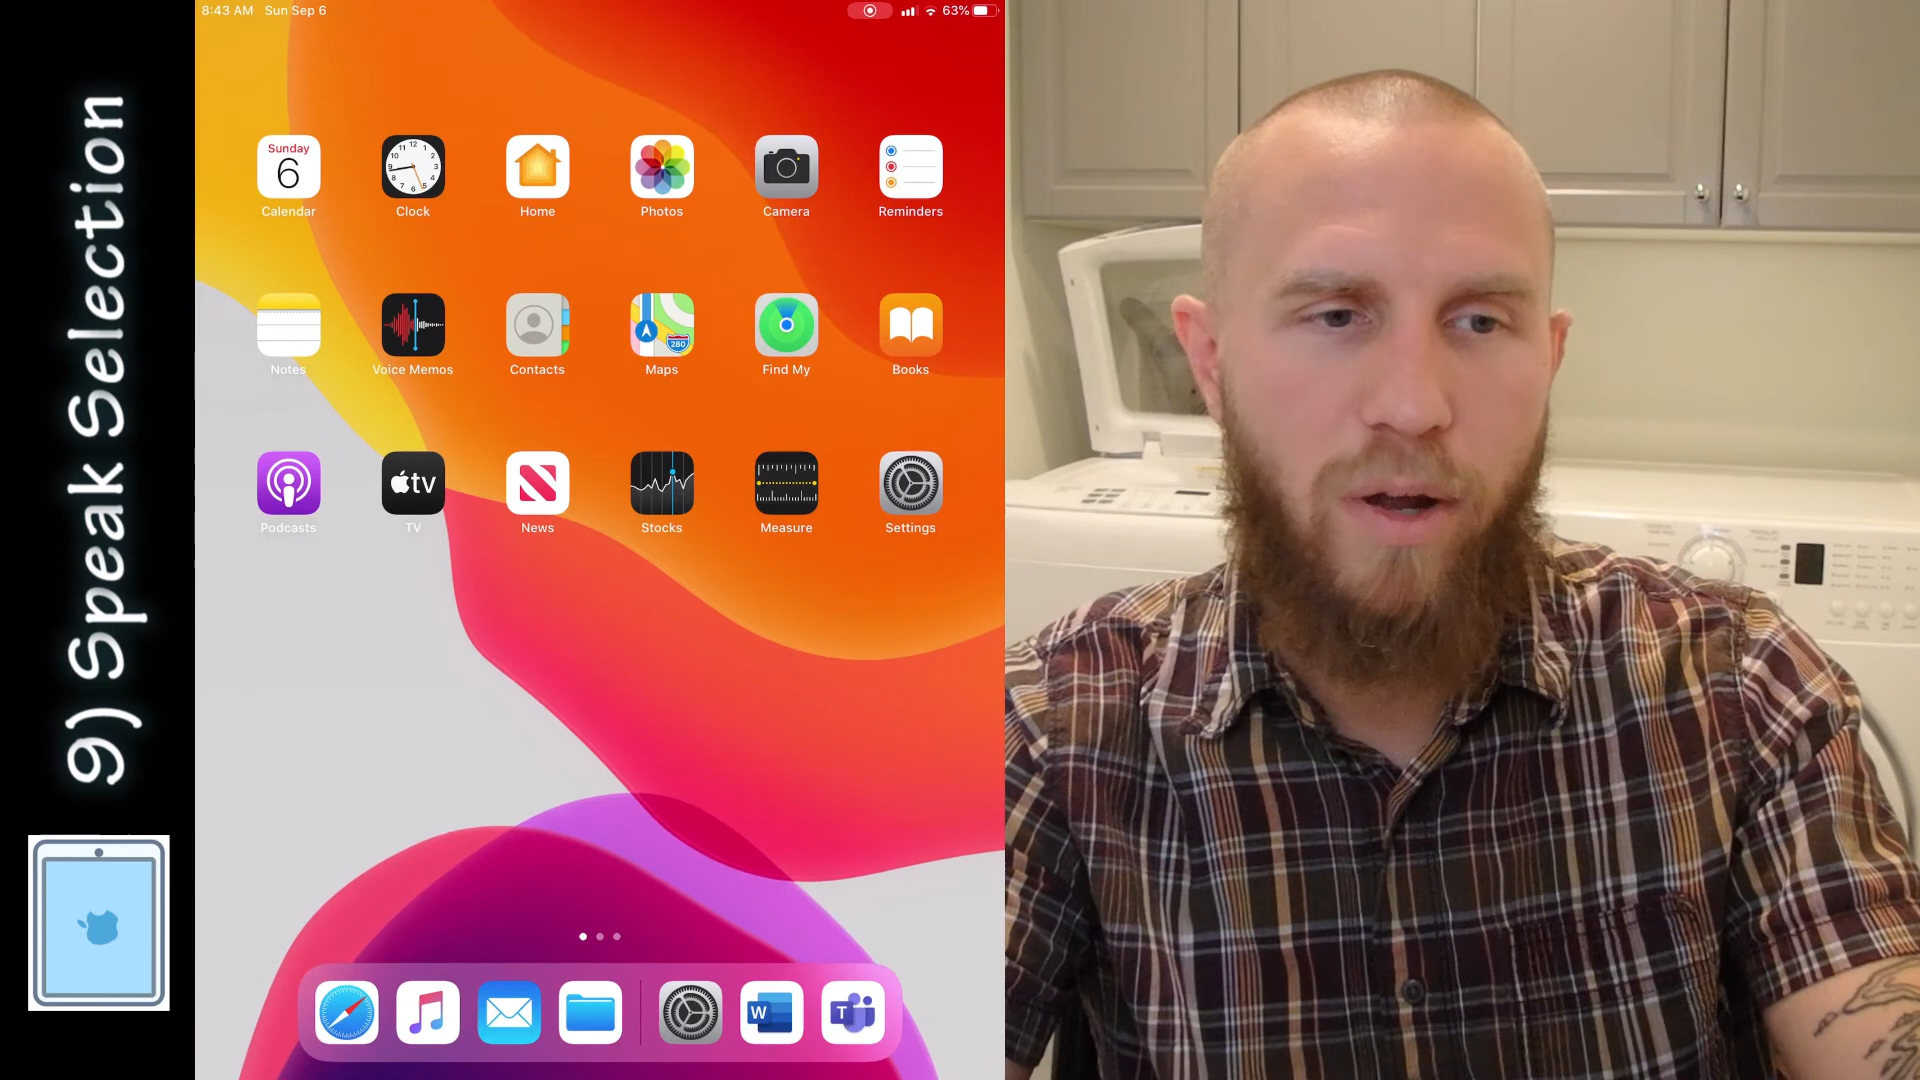 9) Speak Selection
8:43 AM Sun Sep 6
63%
Sunday
6
Calendar
Clock
Home
Photos
Camera
Reminders
Notes
Voice Memos
Contacts
280
Maps
Find My
Books
Podcasts
tv
TV
News
Stocks
Measure
Settings
W
T